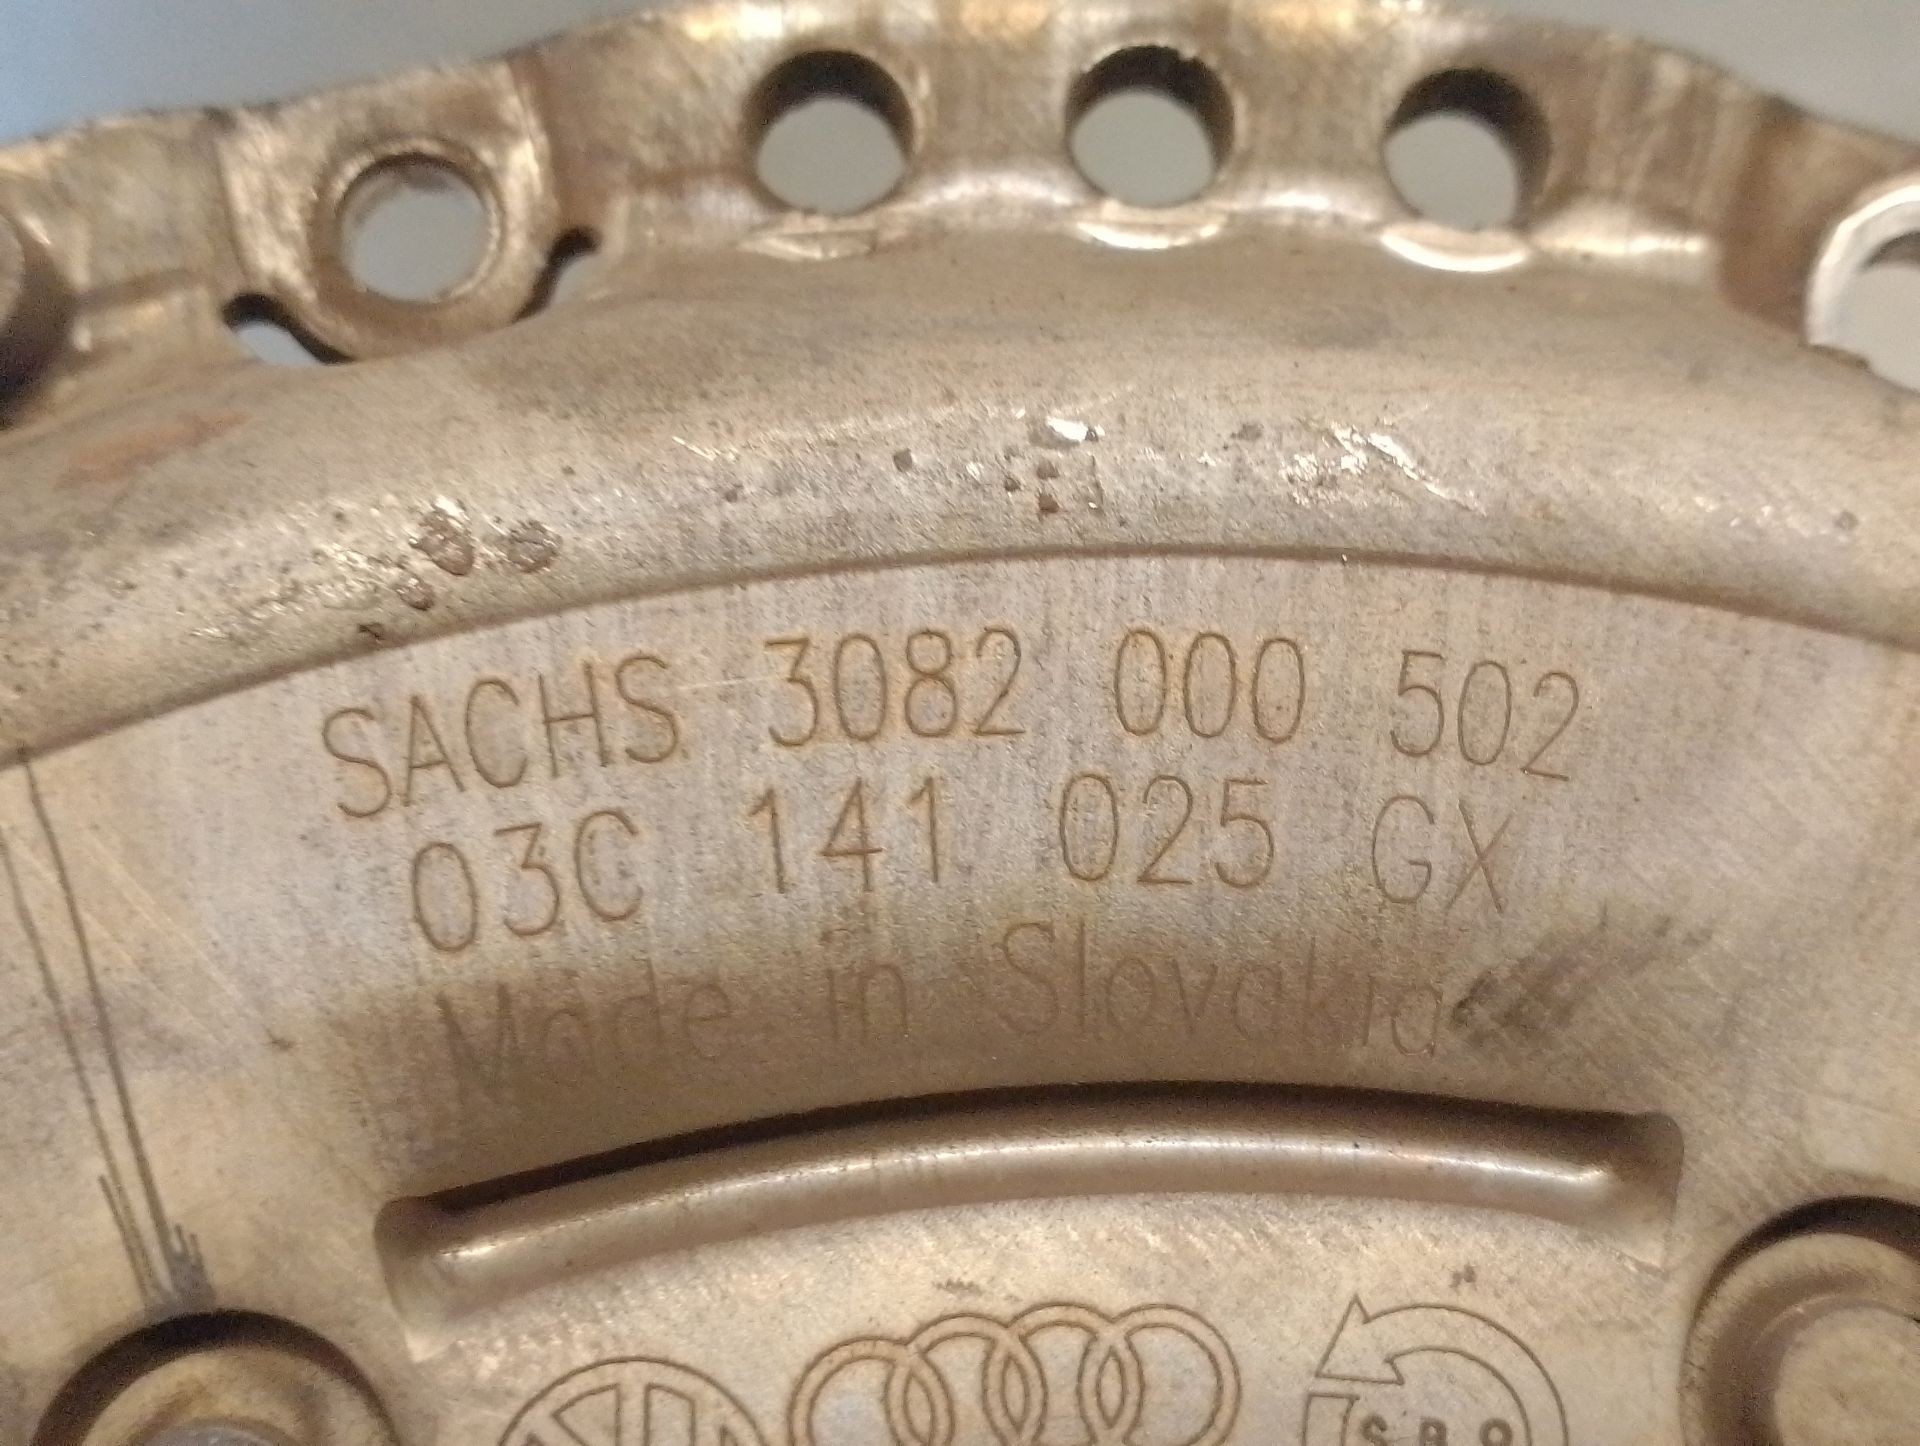 SACHS 3082 000 502
03C 141 025 GX
Made in Slovakia